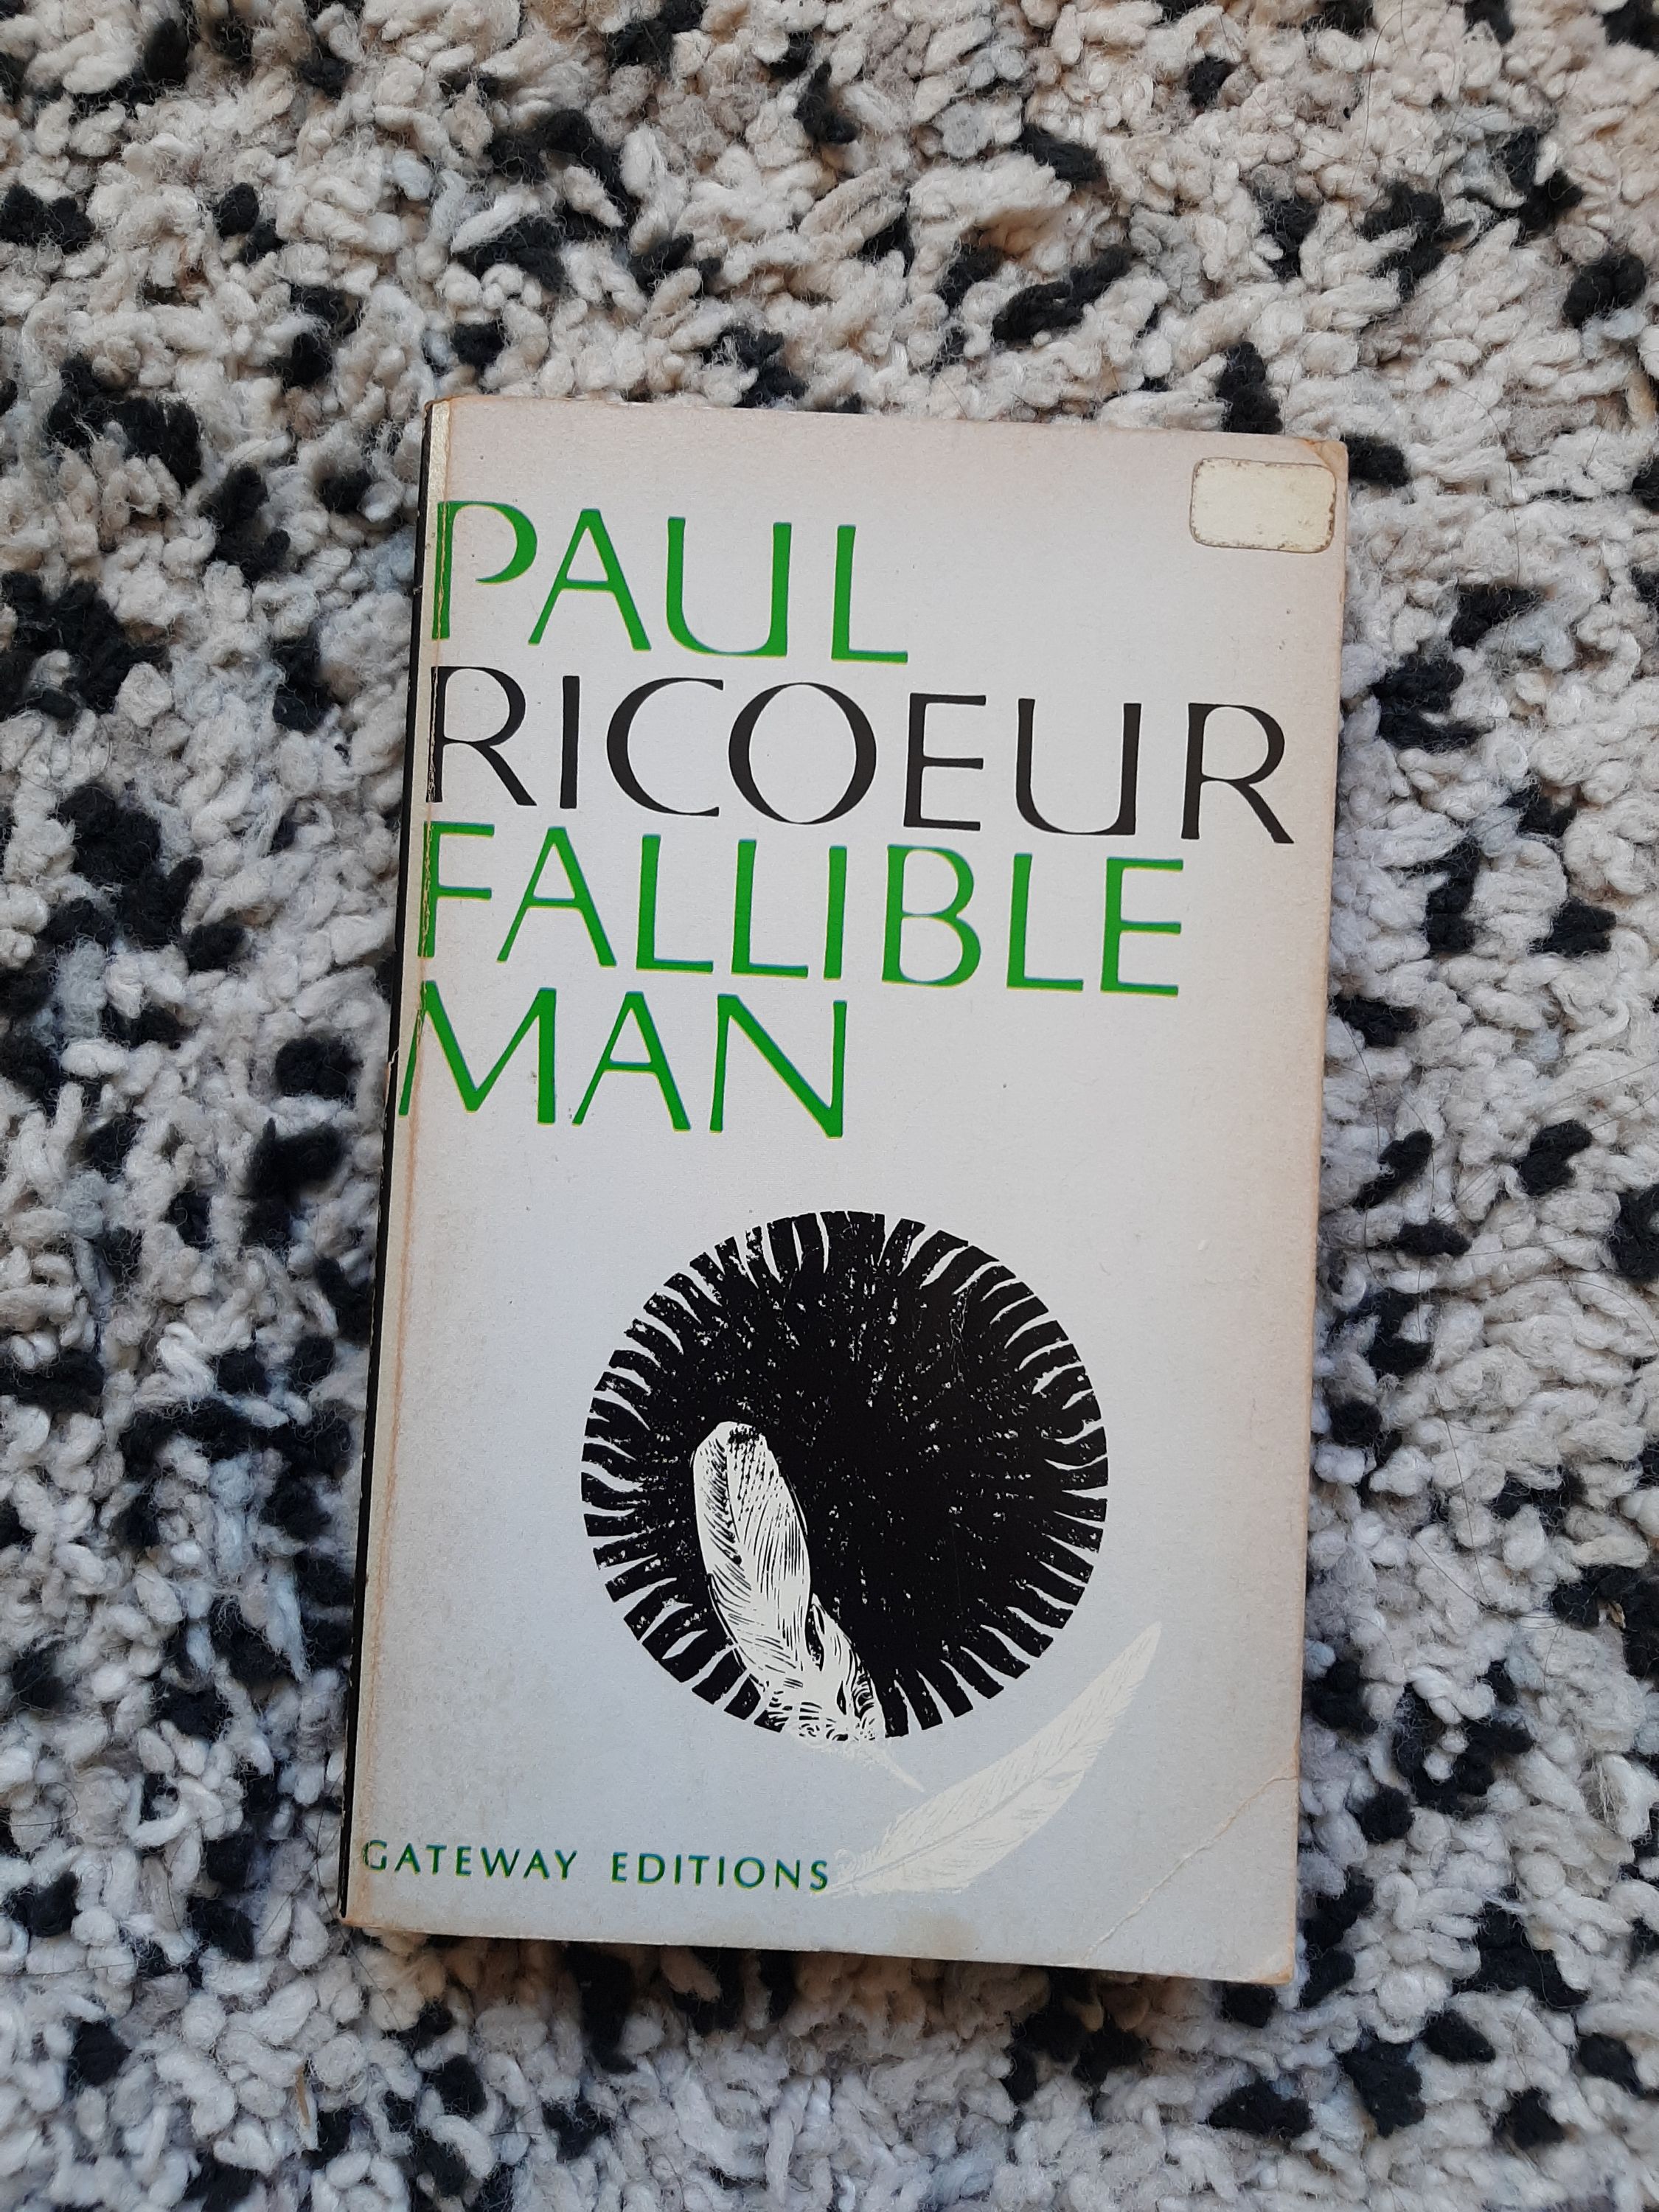 PAUL
RICOEUR
FALLIBLE
MAN
GATEWAY EDITIONS